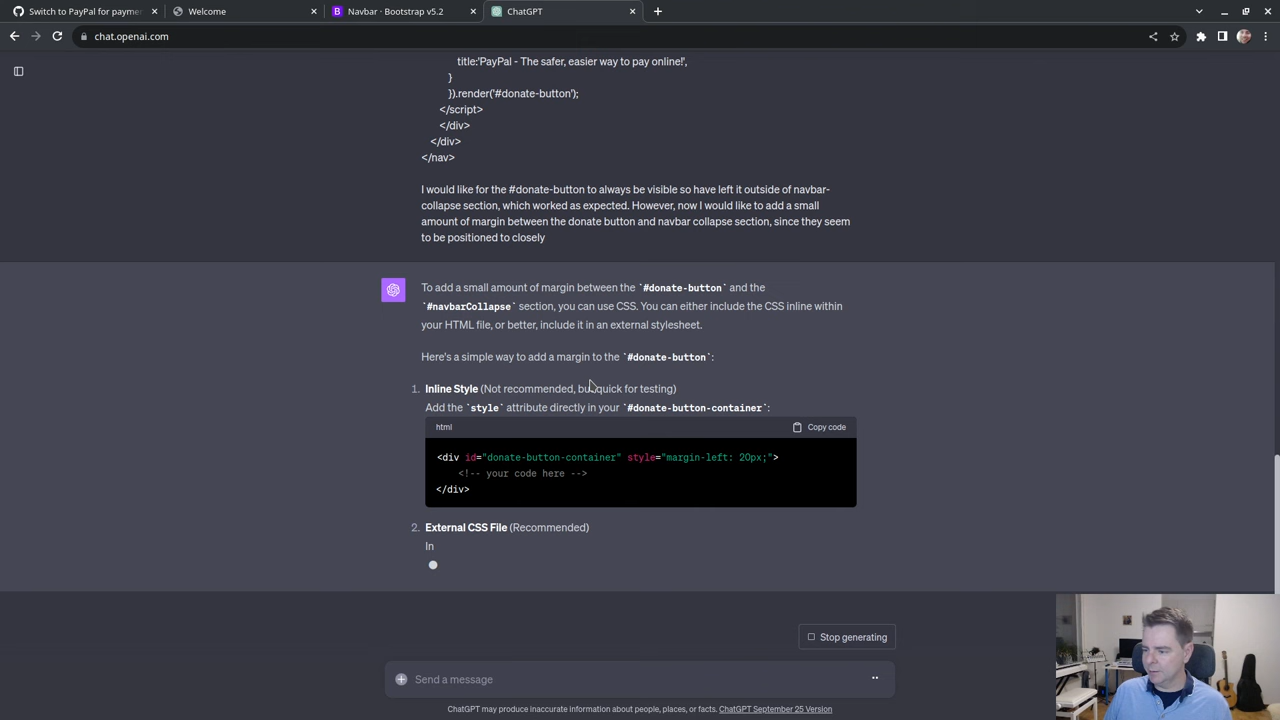 Switch to PayPal for payme
Welcome
Navbar · Bootstrap v5.2
ChatGPT
chat.openai.com
title:'PayPal - The safer, easier way to pay online!',
}
}).render('#donate-button');
</script>
</div>
</div>
</nav>
I would like for the #donate-button to always be visible so have left it outside of navbar-
collapse section, which worked as expected. However, now I would like to add a small
amount of margin between the donate button and navbar collapse section, since they seem
to be positioned to closely
To add a small amount of margin between the `#donate-button` and the
`#navbarCollapse` section, you can use CSS. You can either include the CSS inline within
your HTML file, or better, include it in an external stylesheet.
Here's a simple way to add a margin to the `#donate-button`:
1. Inline Style (Not recommended, but quick for testing)
Add the `style` attribute directly in your `#donate-button-container`:
html
Copy code
<div id="donate-button-container" style="margin-left: 20px;">
<!-- your code here -->
</div>
2. External CSS File (Recommended)
In
Stop generating
Send a message
ChatGPT may produce inaccurate information about people, places, or facts. ChatGPT September 25 Version